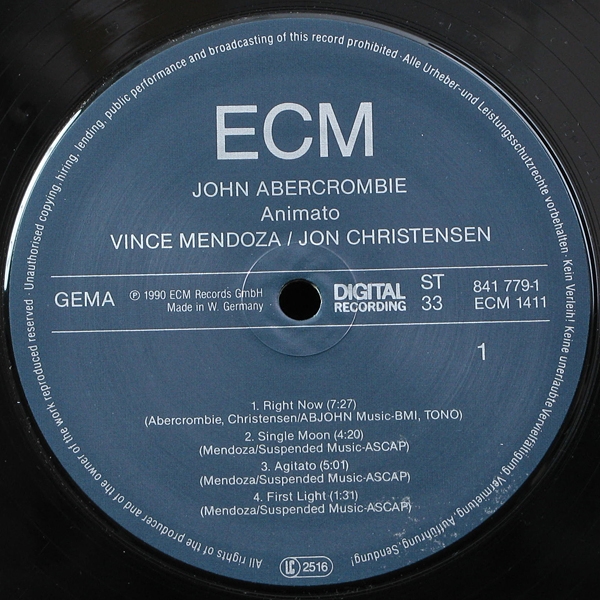 Unauthorised copying, hiring, lending, public performance and broadcasting of this record prohibited · Alle Urheber-und Leistungsschutzrechte vorbehalten · Kein Verleih! Keine unerlaubte Vervielfältigung, Vermietung, Aufführung, Sendung!
ECM
JOHN ABERCROMBIE
Animato
VINCE MENDOZA / JON CHRISTENSEN
GEMA
℗ 1990 ECM Records GmbH
Made in W. Germany
DIGITAL
RECORDING
ST
33
841 779-1
ECM 1411
1
1. Right Now (7:27)
(Abercrombie, Christensen/ABJOHN Music-BMI, TONO)
2. Single Moon (4:20)
(Mendoza/Suspended Music-ASCAP)
3. Agitato (5:01)
(Mendoza/Suspended Music-ASCAP)
4. First Light (1:31)
(Mendoza/Suspended Music-ASCAP)
LC 2516
All rights of the producer and of the owner of the work reproduced reserved ·